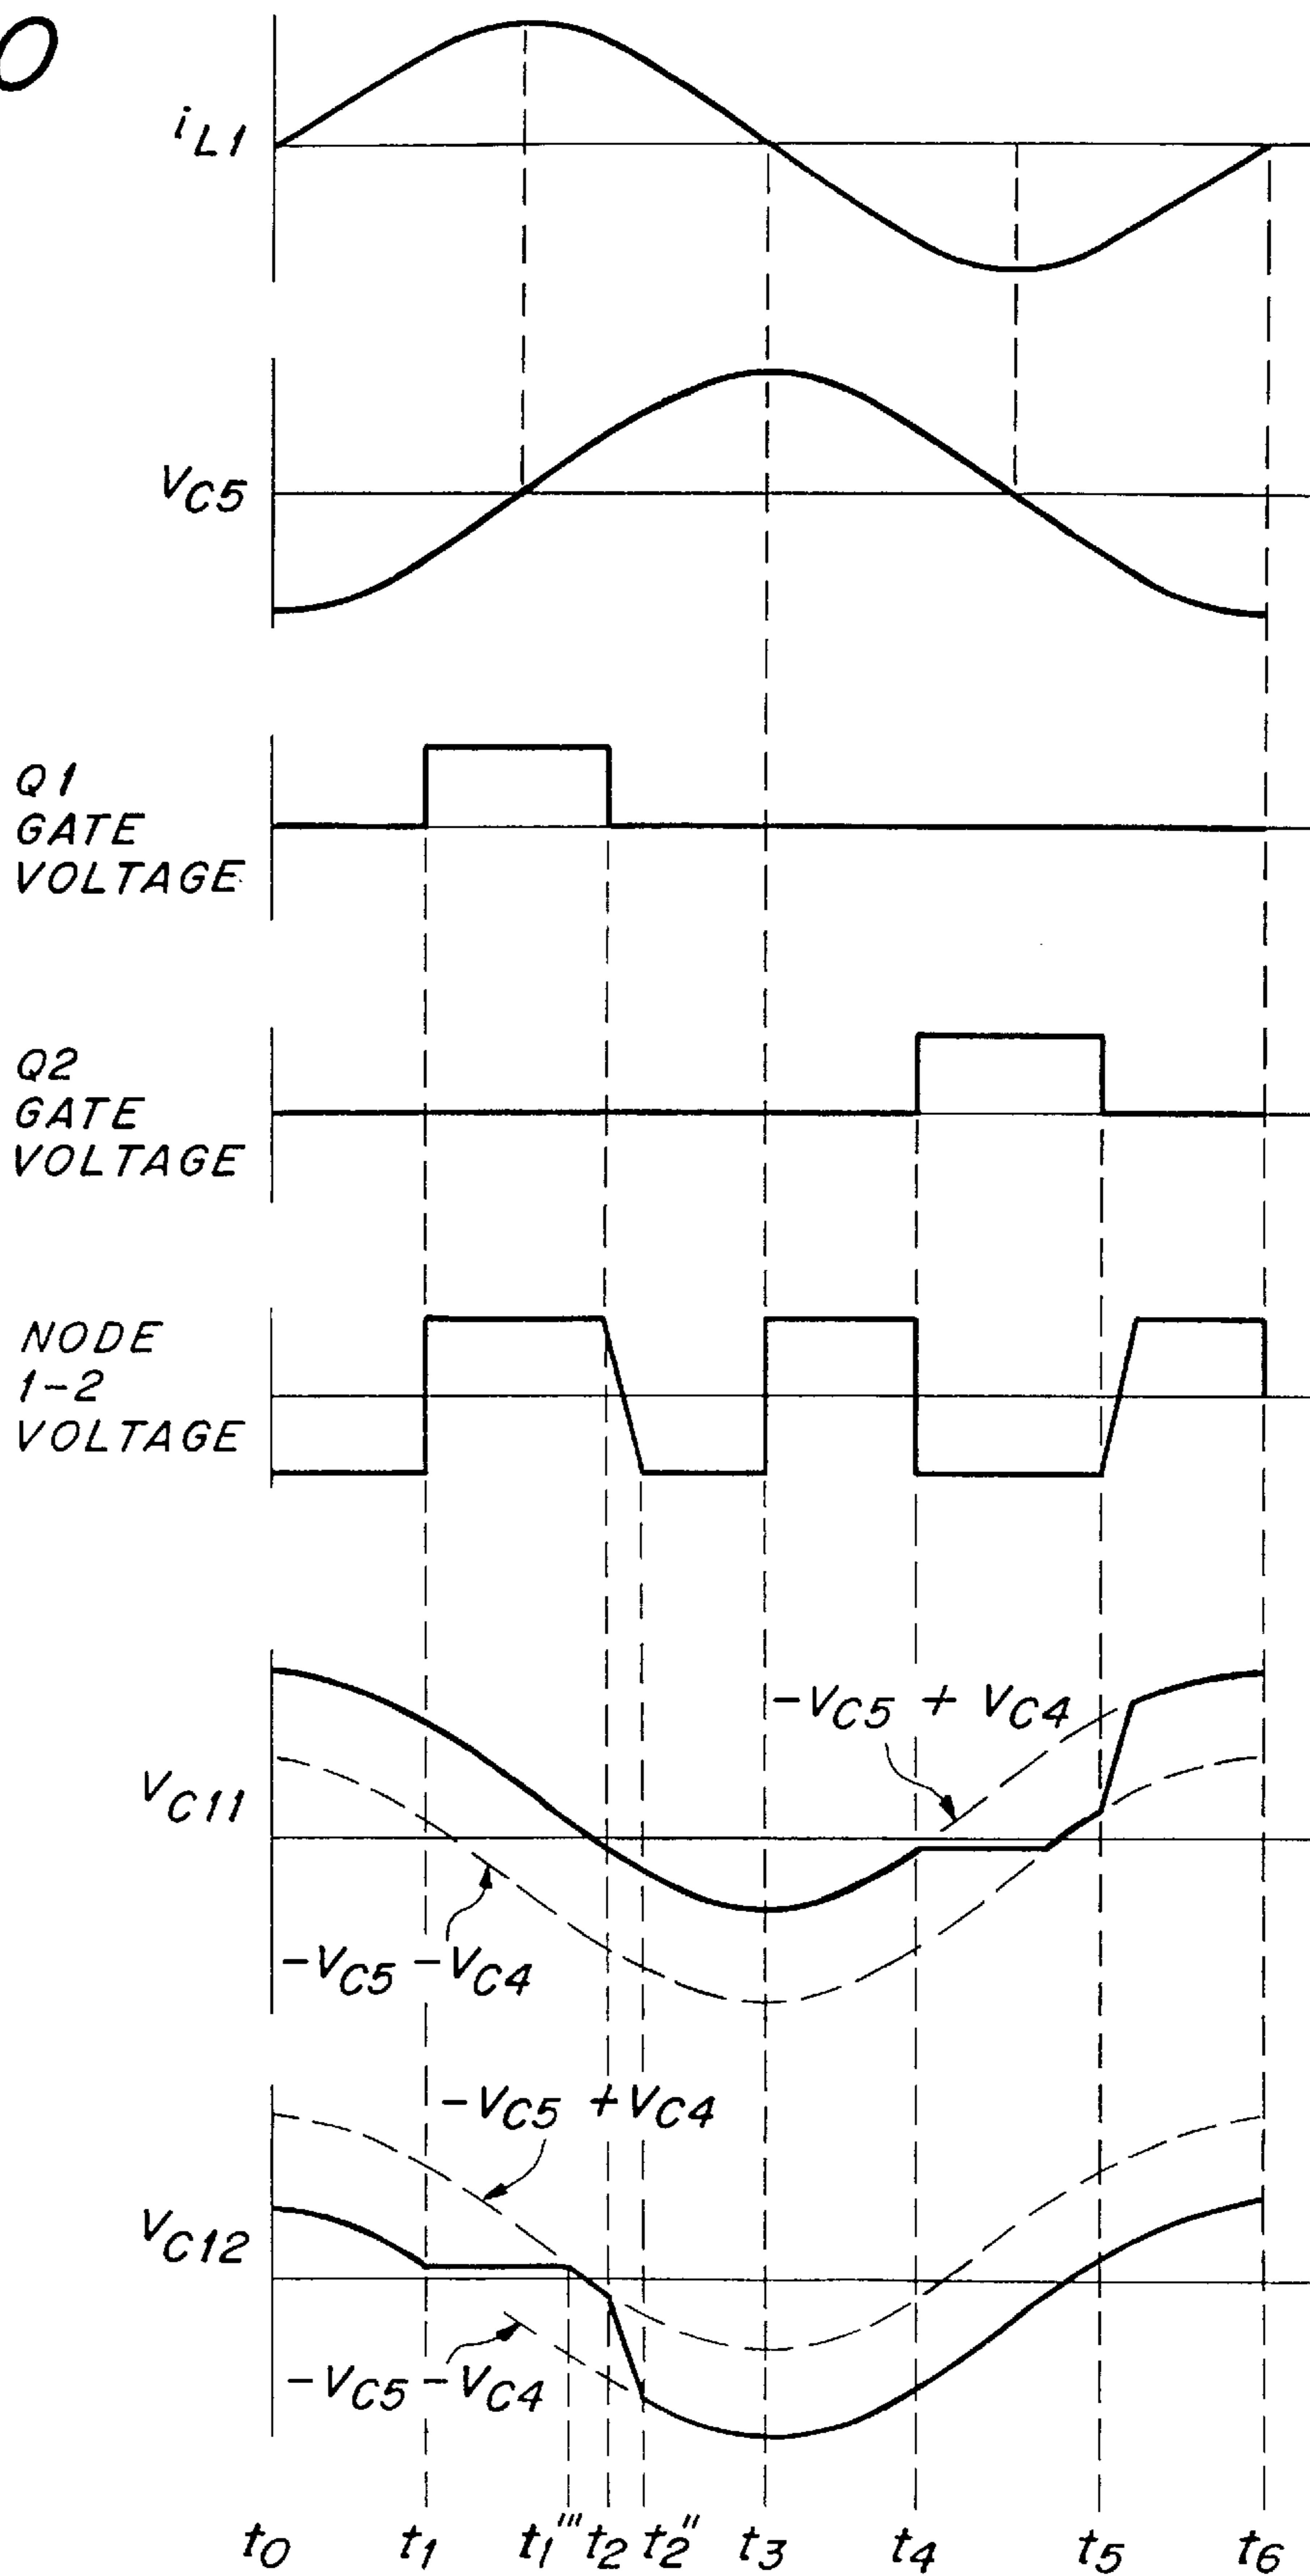 0
iL1
VC5
Q1
GATE
VOLTAGE
Q2
GATE
VOLTAGE
NODE
1-2
VOLTAGE
-VC5 + VC4
VC11
-VC5 -VC4
-VC5 +VC4
VC12
-VC5 -VC4
t0 t1 t1''' t2 t2'' t3 t4 t5 t6